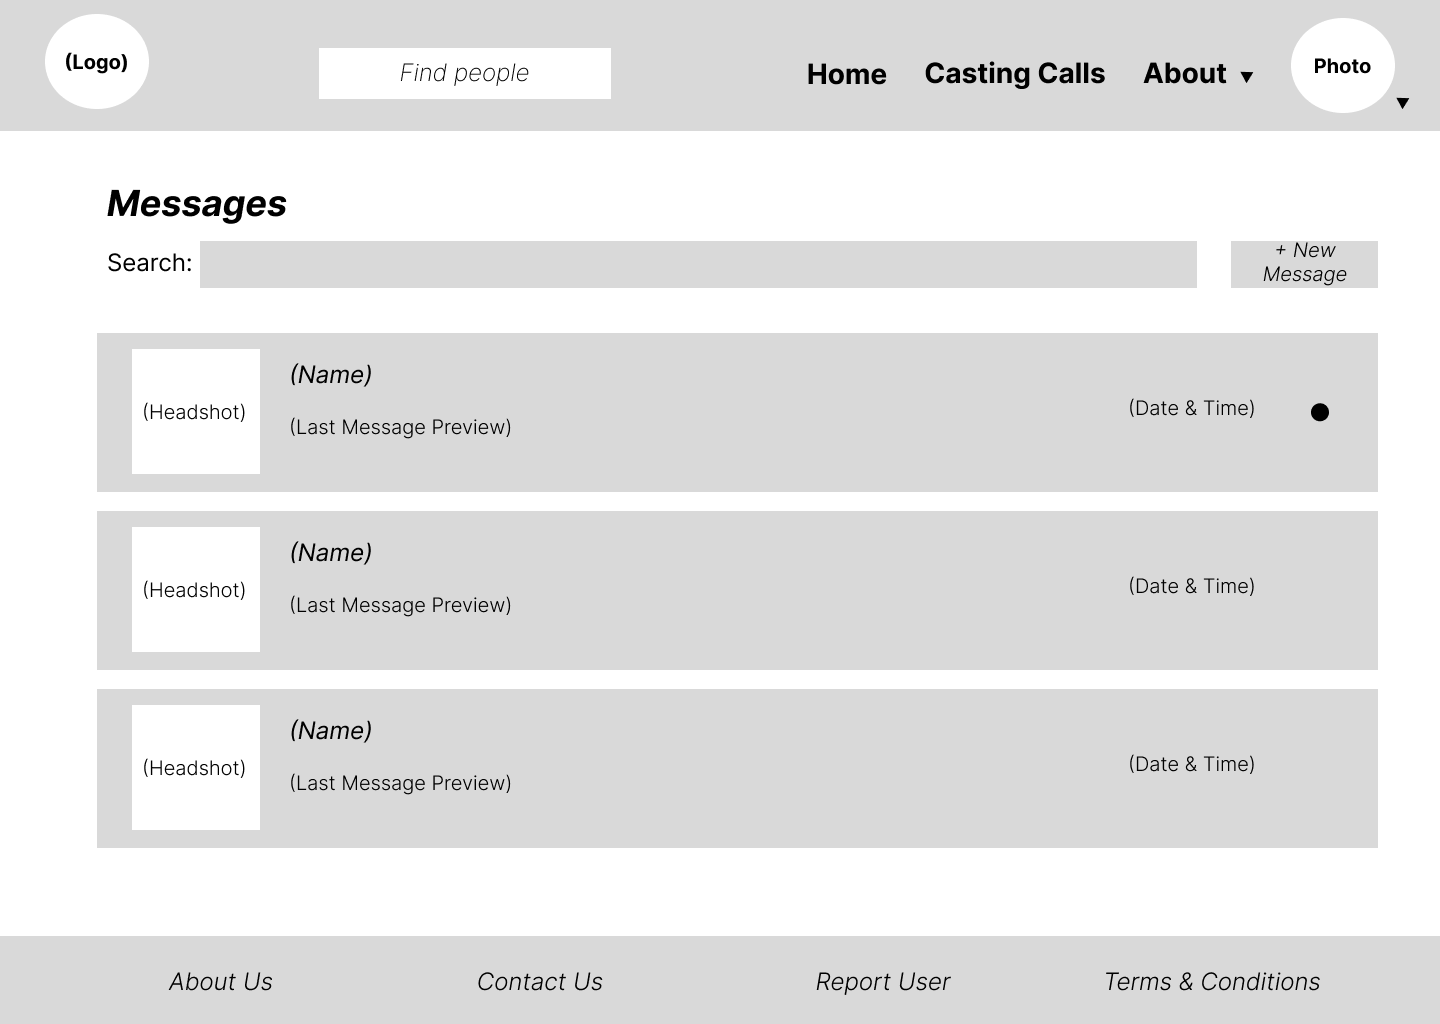 (Logo)
Find people
Home
Casting Calls
About ▼
Photo
▼
Messages
Search:
+ New
Message
(Headshot)
(Name)
(Last Message Preview)
(Date & Time)
(Headshot)
(Name)
(Last Message Preview)
(Date & Time)
(Headshot)
(Name)
(Last Message Preview)
(Date & Time)
About Us
Contact Us
Report User
Terms & Conditions